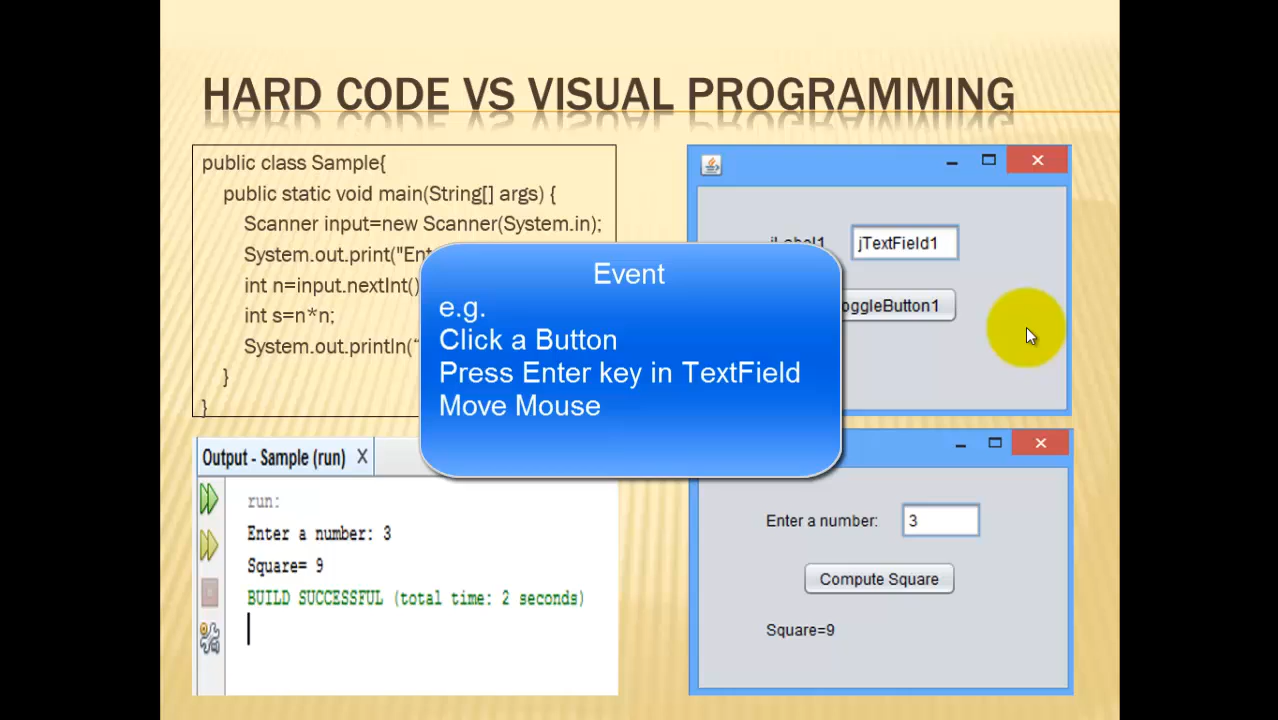 HARD CODE VS VISUAL PROGRAMMING
public class Sample{
public static void main(String[] args) {
Scanner input=new Scanner(System.in);
System.out.print("Ent
int n=input.nextInt()
int s=n*n;
System.out.println("
}
}
jTextField1
Event
e.g.
Click a Button
Press Enter key in TextField
Move Mouse
Output - Sample (run) X
run:
Enter a number: 3
Square= 9
BUILD SUCCESSFUL (total time: 2 seconds)
Enter a number: 3
Compute Square
Square=9